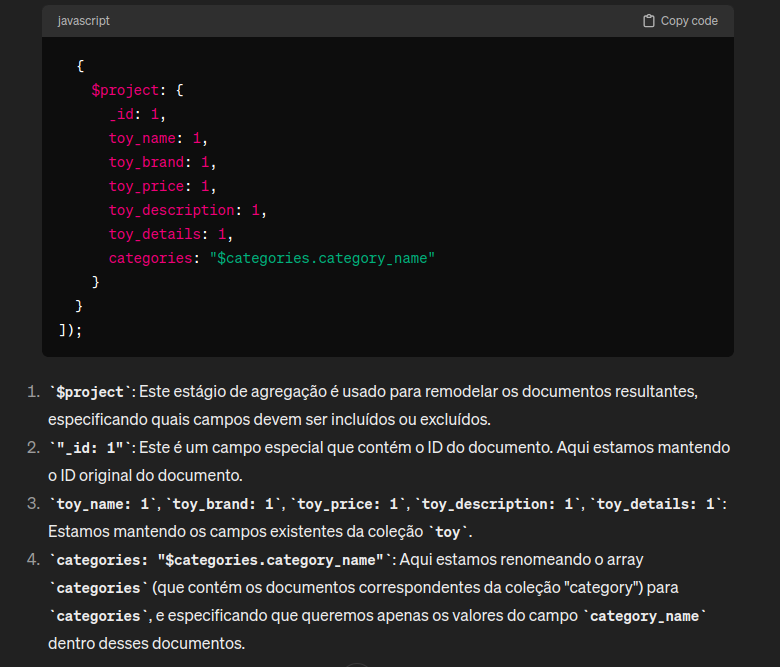 javascript
Copy code
{
$project: {
_id: 1,
toy_name: 1,
toy_brand: 1,
toy_price: 1,
toy_description: 1,
toy_details: 1,
categories: "$categories.category_name"
}
}
]);
1. `$project`: Este estágio de agregação é usado para remodelar os documentos resultantes,
especificando quais campos devem ser incluídos ou excluídos.
2. `"_id: 1"`: Este é um campo especial que contém o ID do documento. Aqui estamos mantendo
o ID original do documento.
3. `toy_name: 1`, `toy_brand: 1`, `toy_price: 1`, `toy_description: 1`, `toy_details: 1`:
Estamos mantendo os campos existentes da coleção `toy`.
4. `categories: "$categories.category_name"`: Aqui estamos renomeando o array
`categories` (que contém os documentos correspondentes da coleção "category") para
`categories`, e especificando que queremos apenas os valores do campo `category_name`
dentro desses documentos.